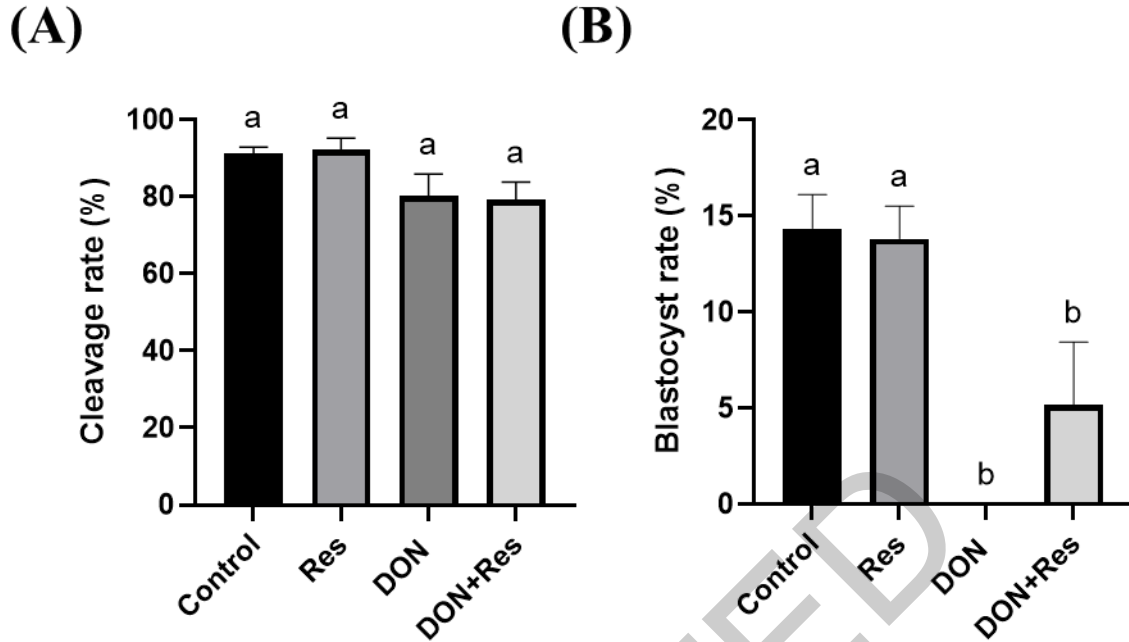 (A)
Cleavage rate (%)
100
80
60
40
20
0
a
a
a
a
Control
Res
DON
DON+Res
(B)
Blastocyst rate (%)
20
15
10
5
0
a
a
b
b
Control
Res
DON
DON+Res